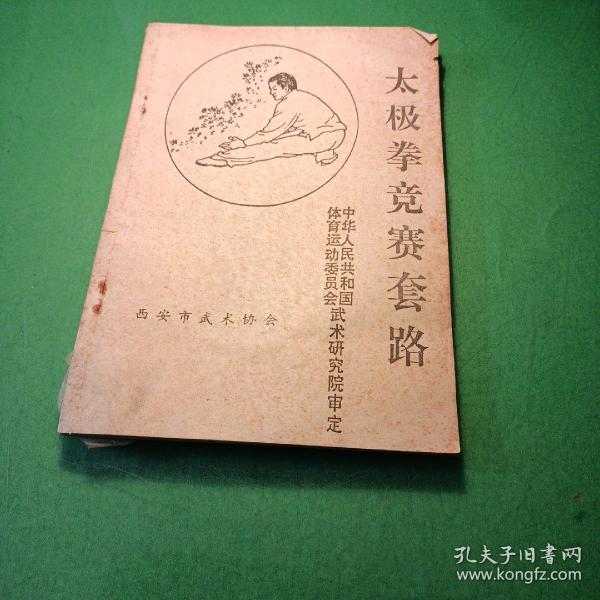 太极拳竞赛套路
中华人民共和国
体育运动委员会
武术研究院审定
西安市武术协会
孔夫子旧书网
www.kongfz.com